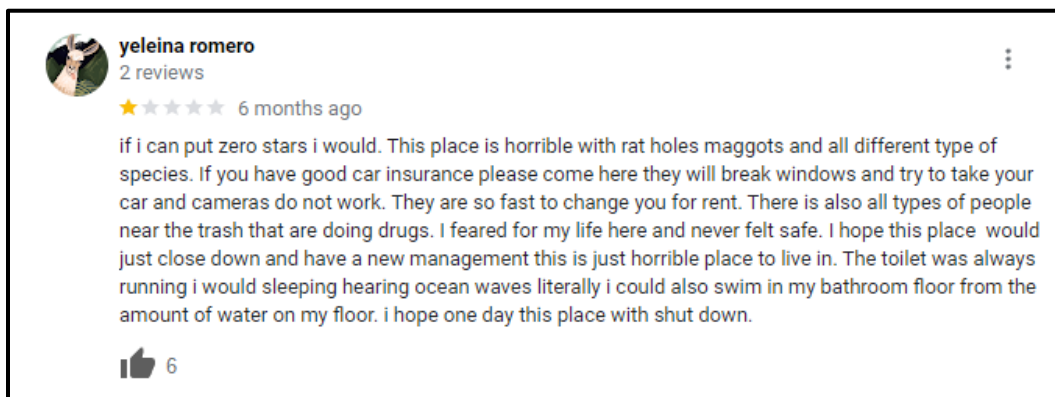 yeleina romero
2 reviews
6 months ago
if i can put zero stars i would. This place is horrible with rat holes maggots and all different type of
species. If you have good car insurance please come here they will break windows and try to take your
car and cameras do not work. They are so fast to change you for rent. There is also all types of people
near the trash that are doing drugs. I feared for my life here and never felt safe. I hope this place would
just close down and have a new management this is just horrible place to live in. The toilet was always
running i would sleeping hearing ocean waves literally i could also swim in my bathroom floor from the
amount of water on my floor. i hope one day this place with shut down.
6